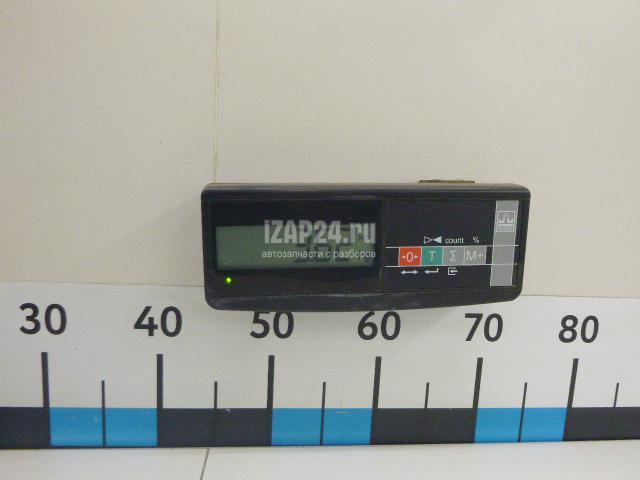 iZAP24.ru
автозапчасти с разборов
count %
→0← T Σ M+
30 40 50 60 70 80